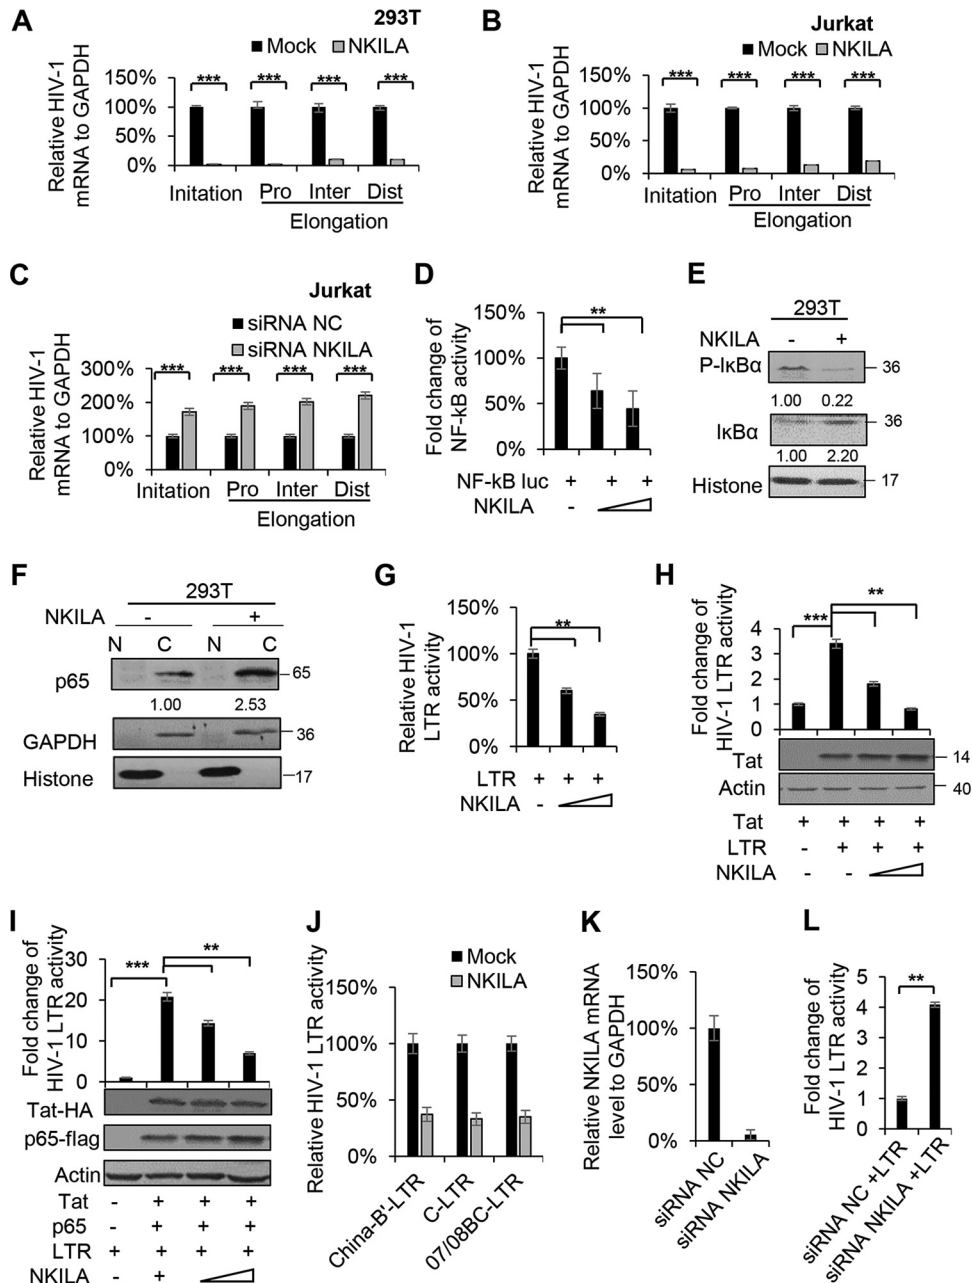 A
293T
Mock NKILA
Relative HIV-1
mRNA to GAPDH
150%
100%
50%
0%
*** *** *** ***
Initation Pro Inter Dist
Elongation
B
Jurkat
Mock NKILA
Relative HIV-1
mRNA to GAPDH
150%
100%
50%
0%
*** *** *** ***
Initation Pro Inter Dist
Elongation
C
Jurkat
siRNA NC
siRNA NKILA
Relative HIV-1
mRNA to GAPDH
300%
200%
100%
0%
*** *** *** ***
Initation Pro Inter Dist
Elongation
D
Fold change of
NF-kB activity
150%
100%
50%
0%
**
NF-kB luc + + +
NKILA -
E
293T
NKILA - +
P-IκBα 36
1.00 0.22
IκBα 36
1.00 2.20
Histone 17
F
293T
NKILA - +
N C N C
p65 65
1.00 2.53
GAPDH 36
Histone 17
G
Relative HIV-1
LTR activity
150%
100%
50%
0%
**
LTR + + +
NKILA -
H
Fold change of
HIV-1 LTR activity
4
3
2
1
0
*** **
Tat 14
Actin 40
Tat + + + +
LTR - + + +
NKILA - -
I
Fold change of
HIV-1 LTR activity
30
20
10
0
*** **
Tat-HA
p65-flag
Actin
Tat - + + +
p65 - + + +
LTR + + + +
NKILA - +
J
Mock
NKILA
Relative HIV-1 LTR activity
150%
100%
50%
0%
China-B'-LTR
C-LTR
07/08BC-LTR
K
Relative NKILA mRNA
level to GAPDH
150%
100%
50%
0%
siRNA NC
siRNA NKILA
L
Fold change of
HIV-1 LTR activity
5
4
3
2
1
0
**
siRNA NC +LTR
siRNA NKILA +LTR